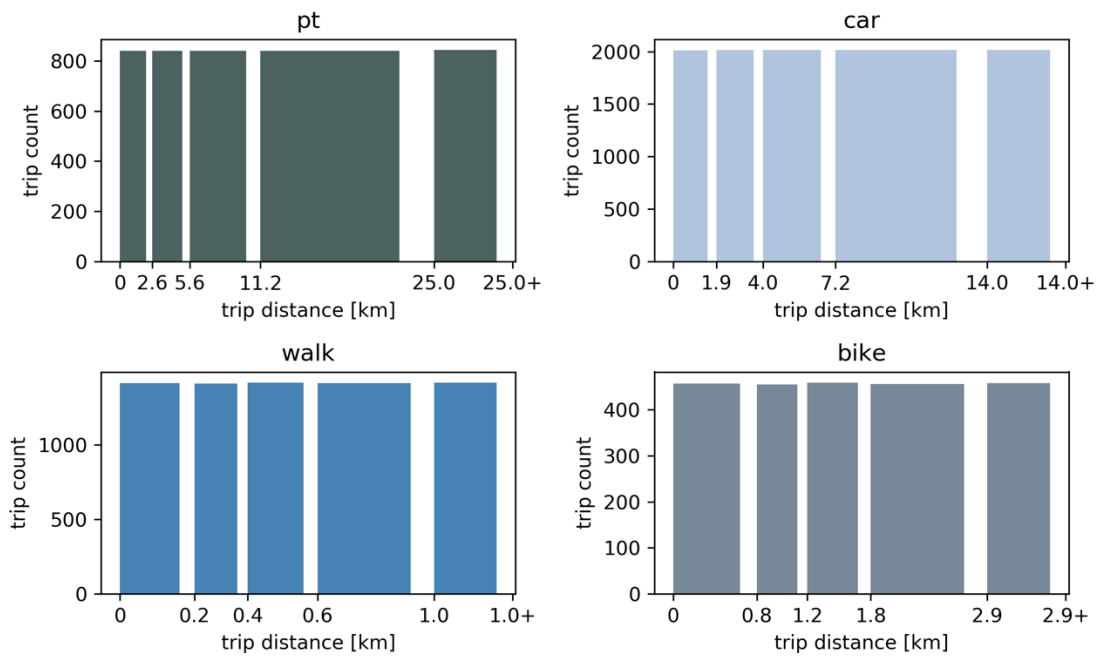 pt
800
600
400
200
0
trip count
0 2.6 5.6 11.2 25.0 25.0+
trip distance [km]
car
2000
1500
1000
500
0
trip count
0 1.9 4.0 7.2 14.0 14.0+
trip distance [km]
walk
1000
500
0
trip count
0 0.2 0.4 0.6 1.0 1.0+
trip distance [km]
bike
400
300
200
100
0
trip count
0 0.8 1.2 1.8 2.9 2.9+
trip distance [km]